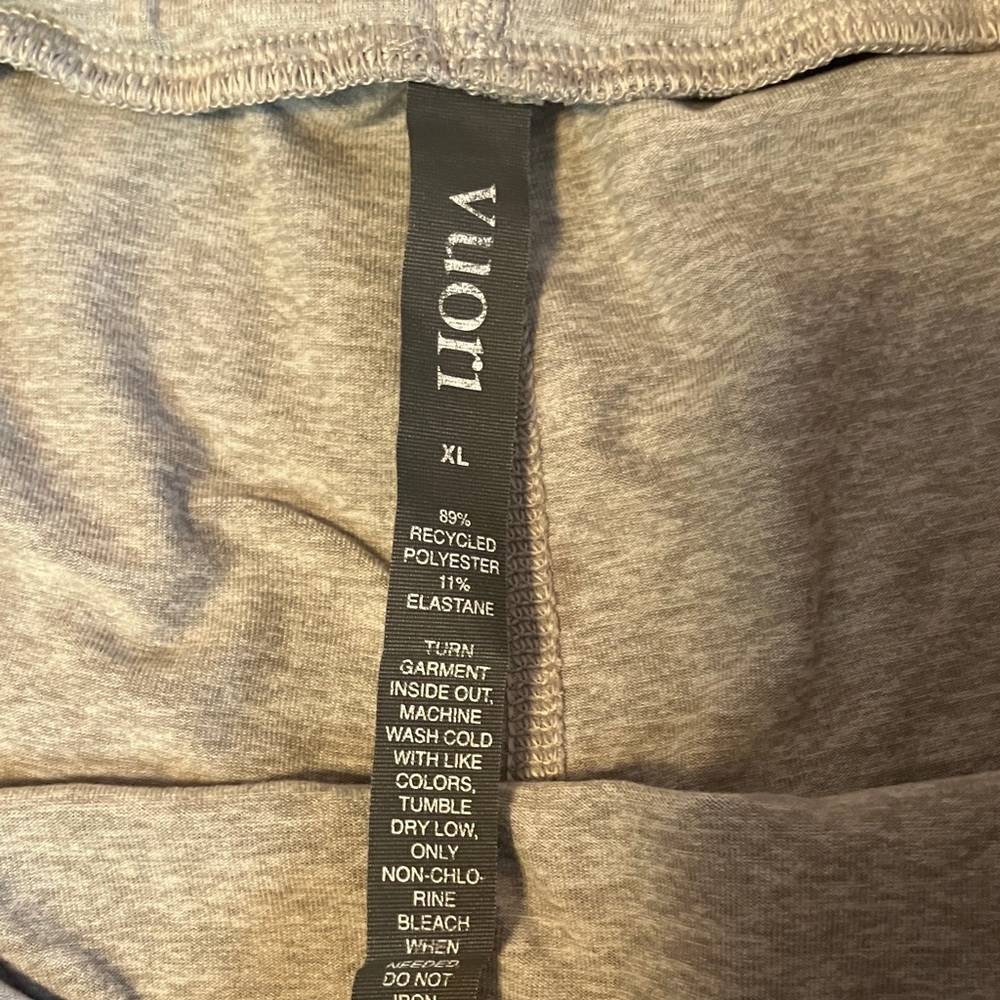 vuori
XL
89%
RECYCLED
POLYESTER
11%
ELASTANE
TURN
GARMENT
INSIDE OUT,
MACHINE
WASH COLD
WITH LIKE
COLORS,
TUMBLE
DRY LOW,
ONLY
NON-CHLO-
RINE
BLEACH
WHEN
NEEDED.
DO NOT
IRON